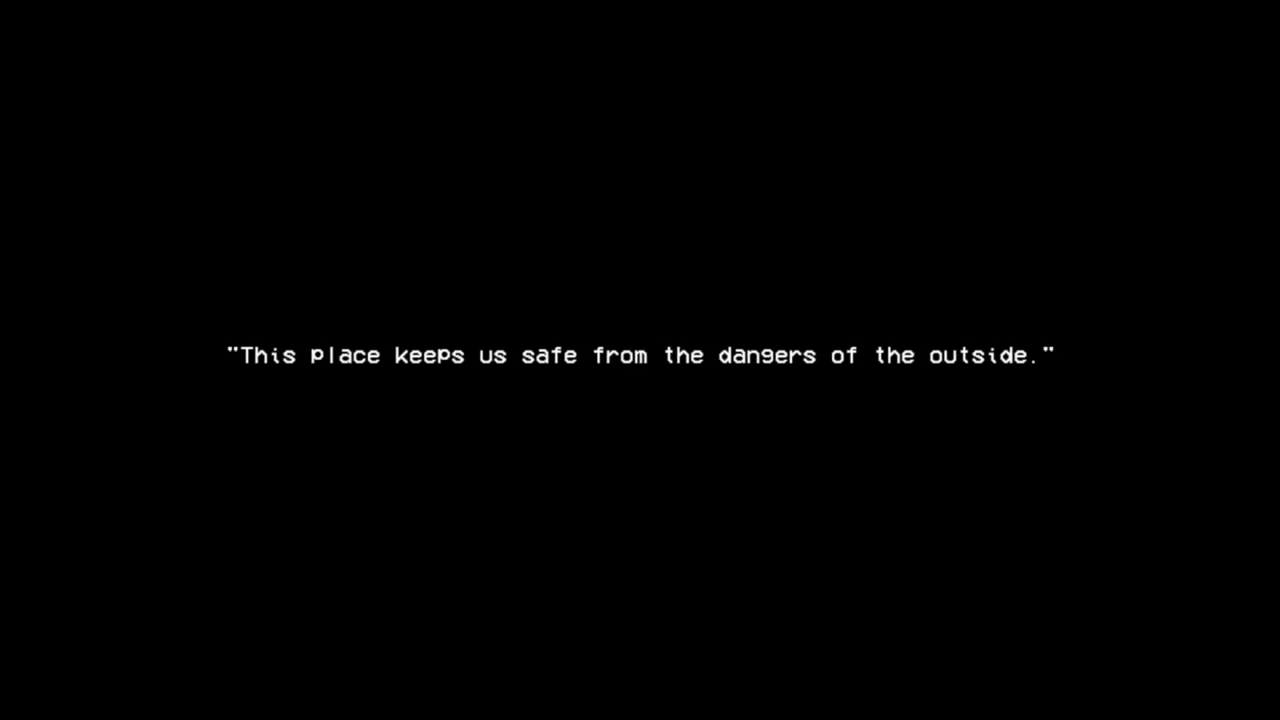 "This place keeps us safe from the dangers of the outside."